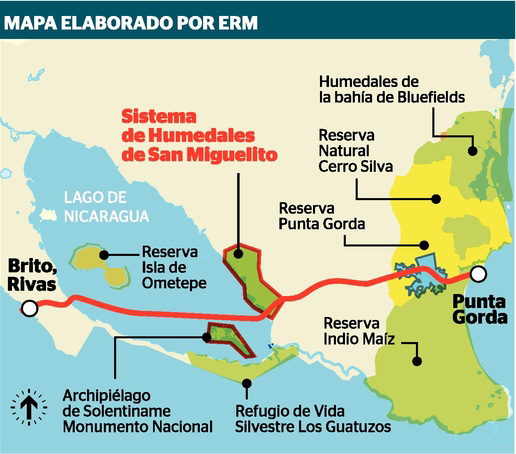 MAPA ELABORADO POR ERM
Humedales de
la bahía de Bluefields
Sistema
de Humedales
de San Miguelito
Reserva
Natural
Cerro Silva
LAGO DE
NICARAGUA
Reserva
Punta Gorda
Reserva
Isla de
Ometepe
Brito,
Rivas
Punta
Gorda
Reserva
Indio Maíz
Archipiélago
de Solentiname
Monumento Nacional
Refugio de Vida
Silvestre Los Guatuzos